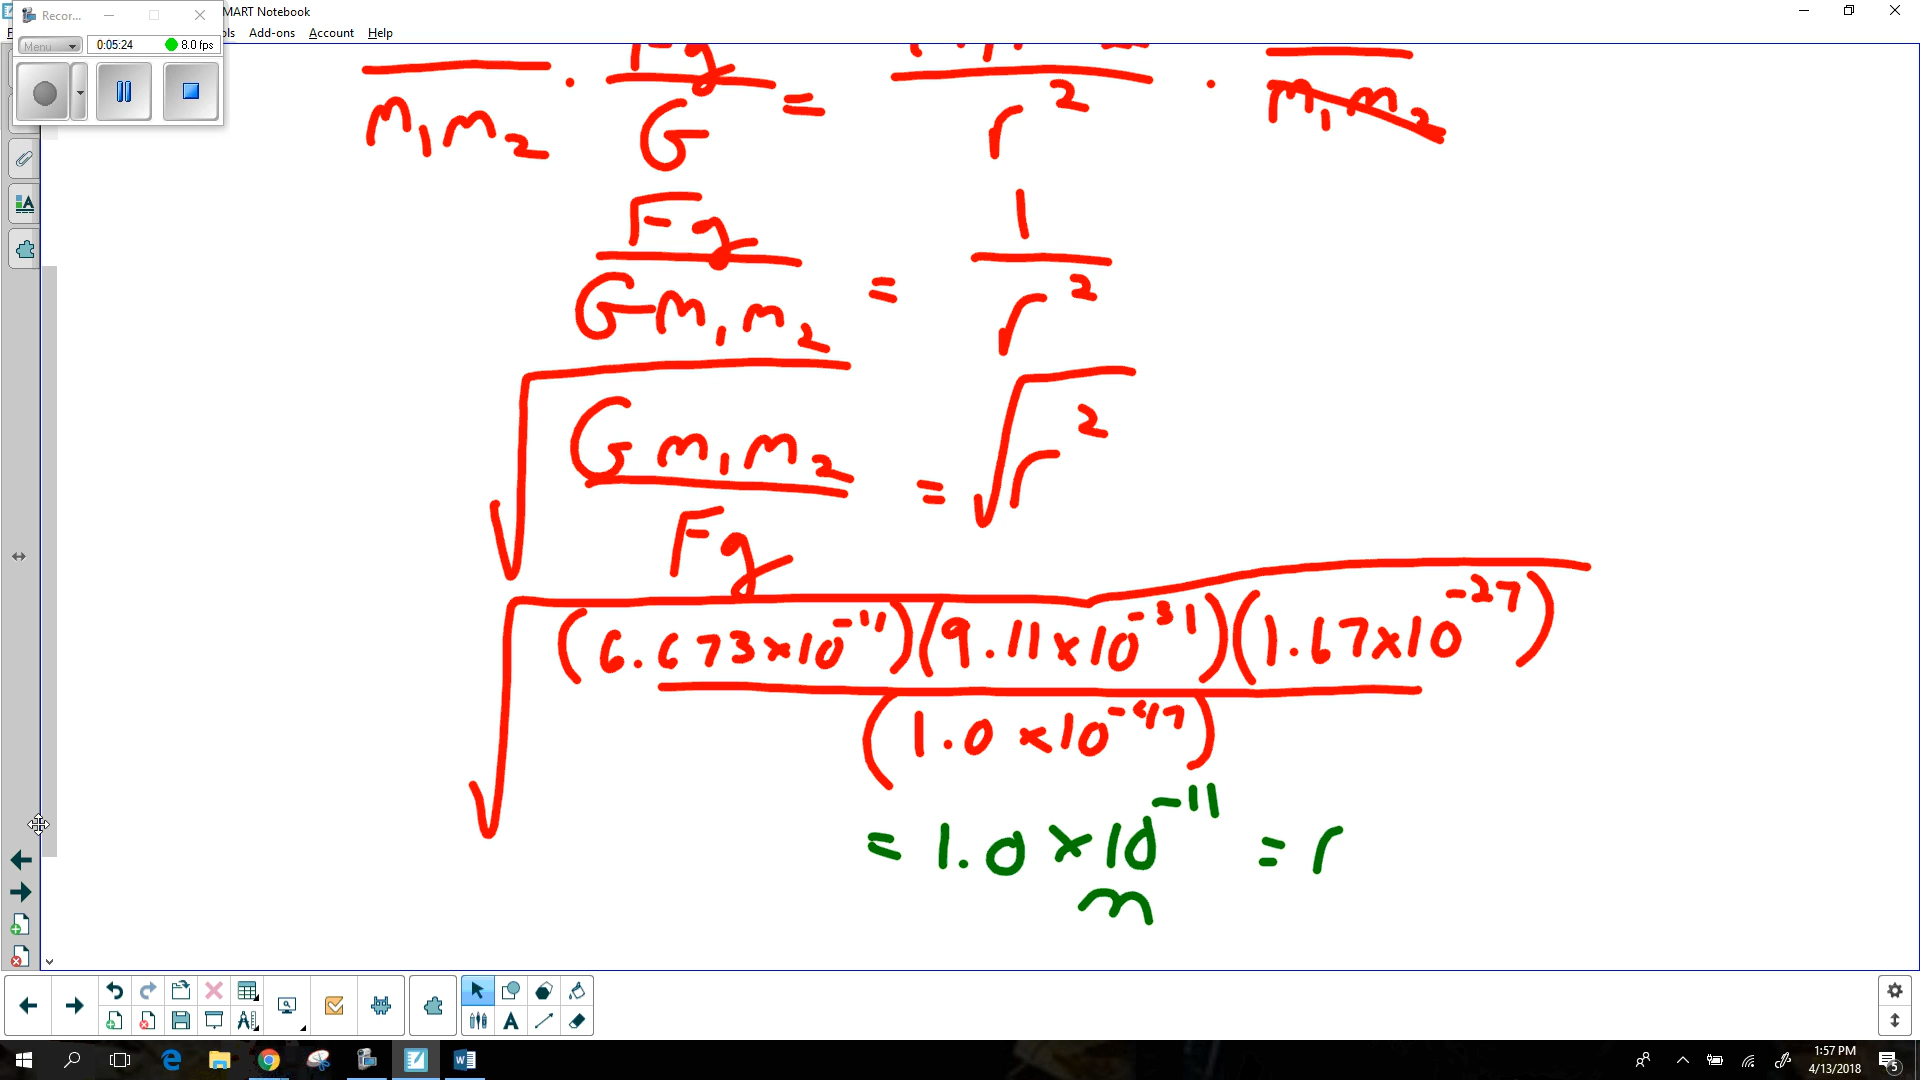 Recor...
MART Notebook
ols Add-ons Account Help
Menu
0:05:24 8.0 fps
m₁m₂ · Fg/G = /r² · m₁m₂
Fg/Gm₁m₂ = 1/r²
√(Gm₁m₂/Fg) = √r²
√((6.673×10⁻¹¹)(9.11×10⁻³¹)(1.67×10⁻²⁷)/(1.0×10⁻⁴⁷))
= 1.0×10⁻¹¹ = r
m
1:57 PM
4/13/2018
5